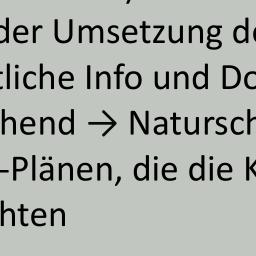 der Umsetzung de
tliche Info und Do
hend → Natursch
-Plänen, die die K
hten